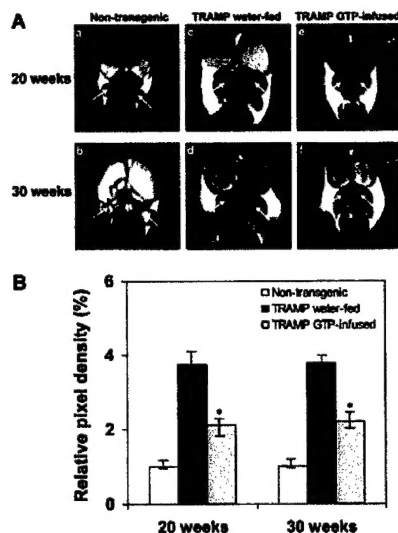 A
Non-transgenic TRAMP water-fed TRAMP GTP-infused
a c e
20 weeks
b d f
30 weeks
B
Relative pixel density (%)
6
4
2
0
Non-transgenic
TRAMP water-fed
TRAMP GTP-infused
* *
20 weeks 30 weeks